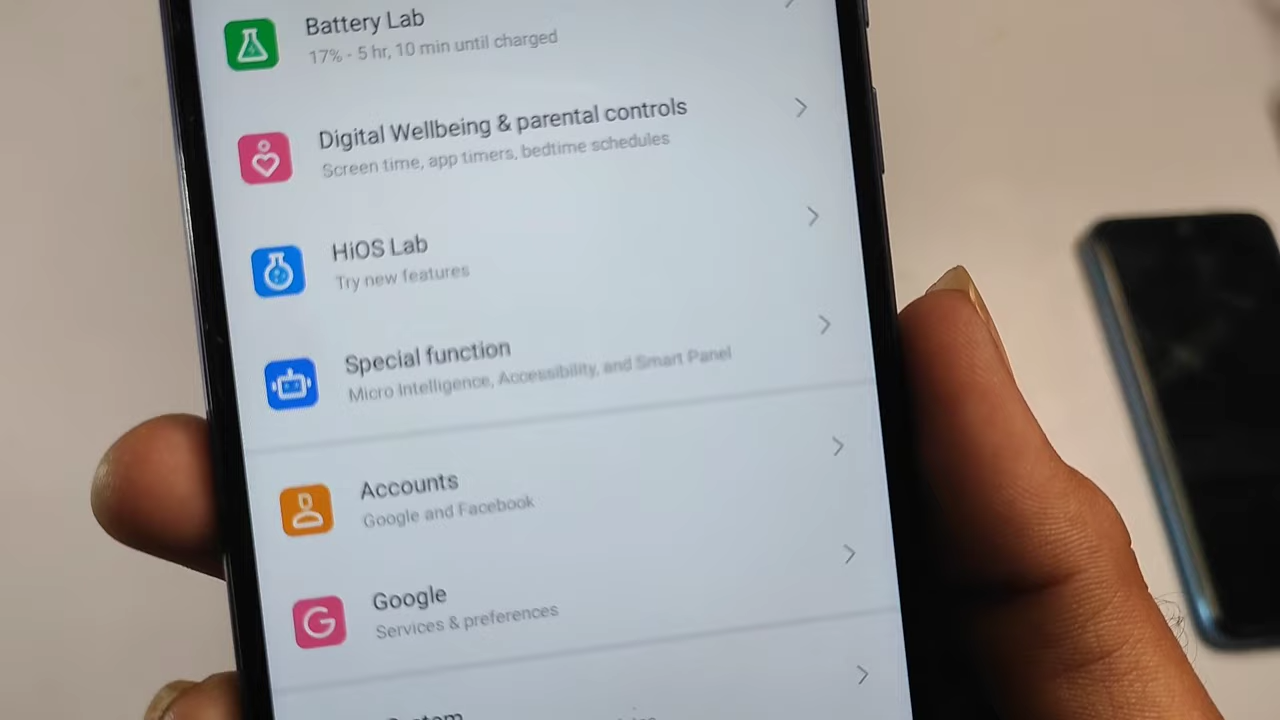 Battery Lab
17% - 5 hr, 10 min until charged
Digital Wellbeing & parental controls
Screen time, app timers, bedtime schedules
HiOS Lab
Try new features
Special function
Micro Intelligence, Accessibility, and Smart Panel
Accounts
Google and Facebook
Google
Services & preferences